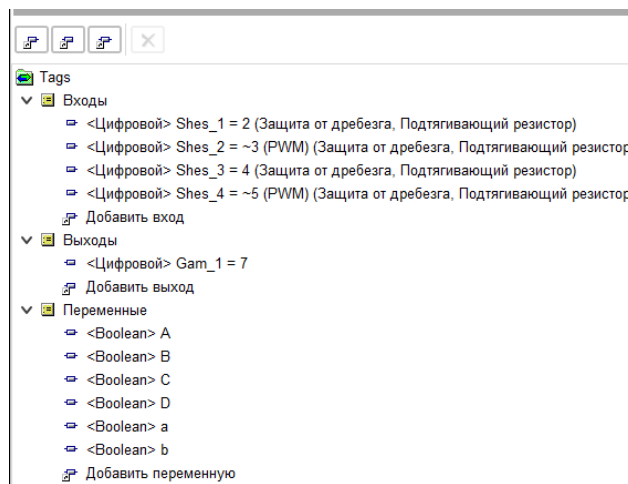 Tags
Входы
<Цифровой> Shes_1 = 2 (Защита от дребезга, Подтягивающий резистор)
<Цифровой> Shes_2 = ~3 (PWM) (Защита от дребезга, Подтягивающий резистор
<Цифровой> Shes_3 = 4 (Защита от дребезга, Подтягивающий резистор)
<Цифровой> Shes_4 = ~5 (PWM) (Защита от дребезга, Подтягивающий резистор
Добавить вход
Выходы
<Цифровой> Gam_1 = 7
Добавить выход
Переменные
<Boolean> A
<Boolean> B
<Boolean> C
<Boolean> D
<Boolean> a
<Boolean> b
Добавить переменную